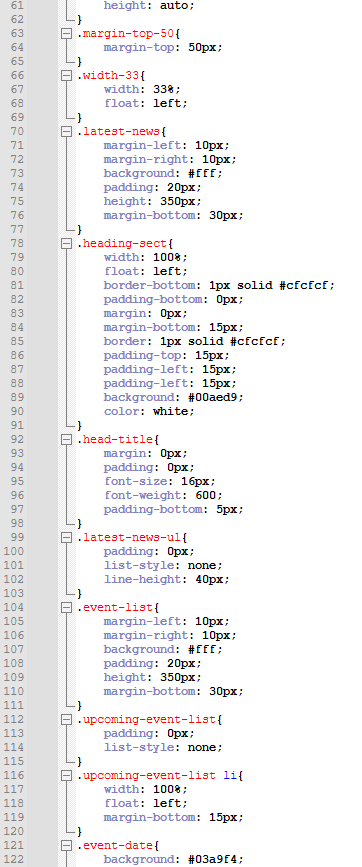 61 height: auto;
62 }
63 .margin-top-50{
64 margin-top: 50px;
65 }
66 .width-33{
67 width: 33%;
68 float: left;
69 }
70 .latest-news{
71 margin-left: 10px;
72 margin-right: 10px;
73 background: #fff;
74 padding: 20px;
75 height: 350px;
76 margin-bottom: 30px;
77 }
78 .heading-sect{
79 width: 100%;
80 float: left;
81 border-bottom: 1px solid #cfcfcf;
82 padding-bottom: 0px;
83 margin: 0px;
84 margin-bottom: 15px;
85 border: 1px solid #cfcfcf;
86 padding-top: 15px;
87 padding-left: 15px;
88 padding-left: 15px;
89 background: #00aed9;
90 color: white;
91 }
92 .head-title{
93 margin: 0px;
94 padding: 0px;
95 font-size: 16px;
96 font-weight: 600;
97 padding-bottom: 5px;
98 }
99 .latest-news-ul{
100 padding: 0px;
101 list-style: none;
102 line-height: 40px;
103 }
104 .event-list{
105 margin-left: 10px;
106 margin-right: 10px;
107 background: #fff;
108 padding: 20px;
109 height: 350px;
110 margin-bottom: 30px;
111 }
112 .upcoming-event-list{
113 padding: 0px;
114 list-style: none;
115 }
116 .upcoming-event-list li{
117 width: 100%;
118 float: left;
119 margin-bottom: 15px;
120 }
121 .event-date{
122 background: #03a9f4;